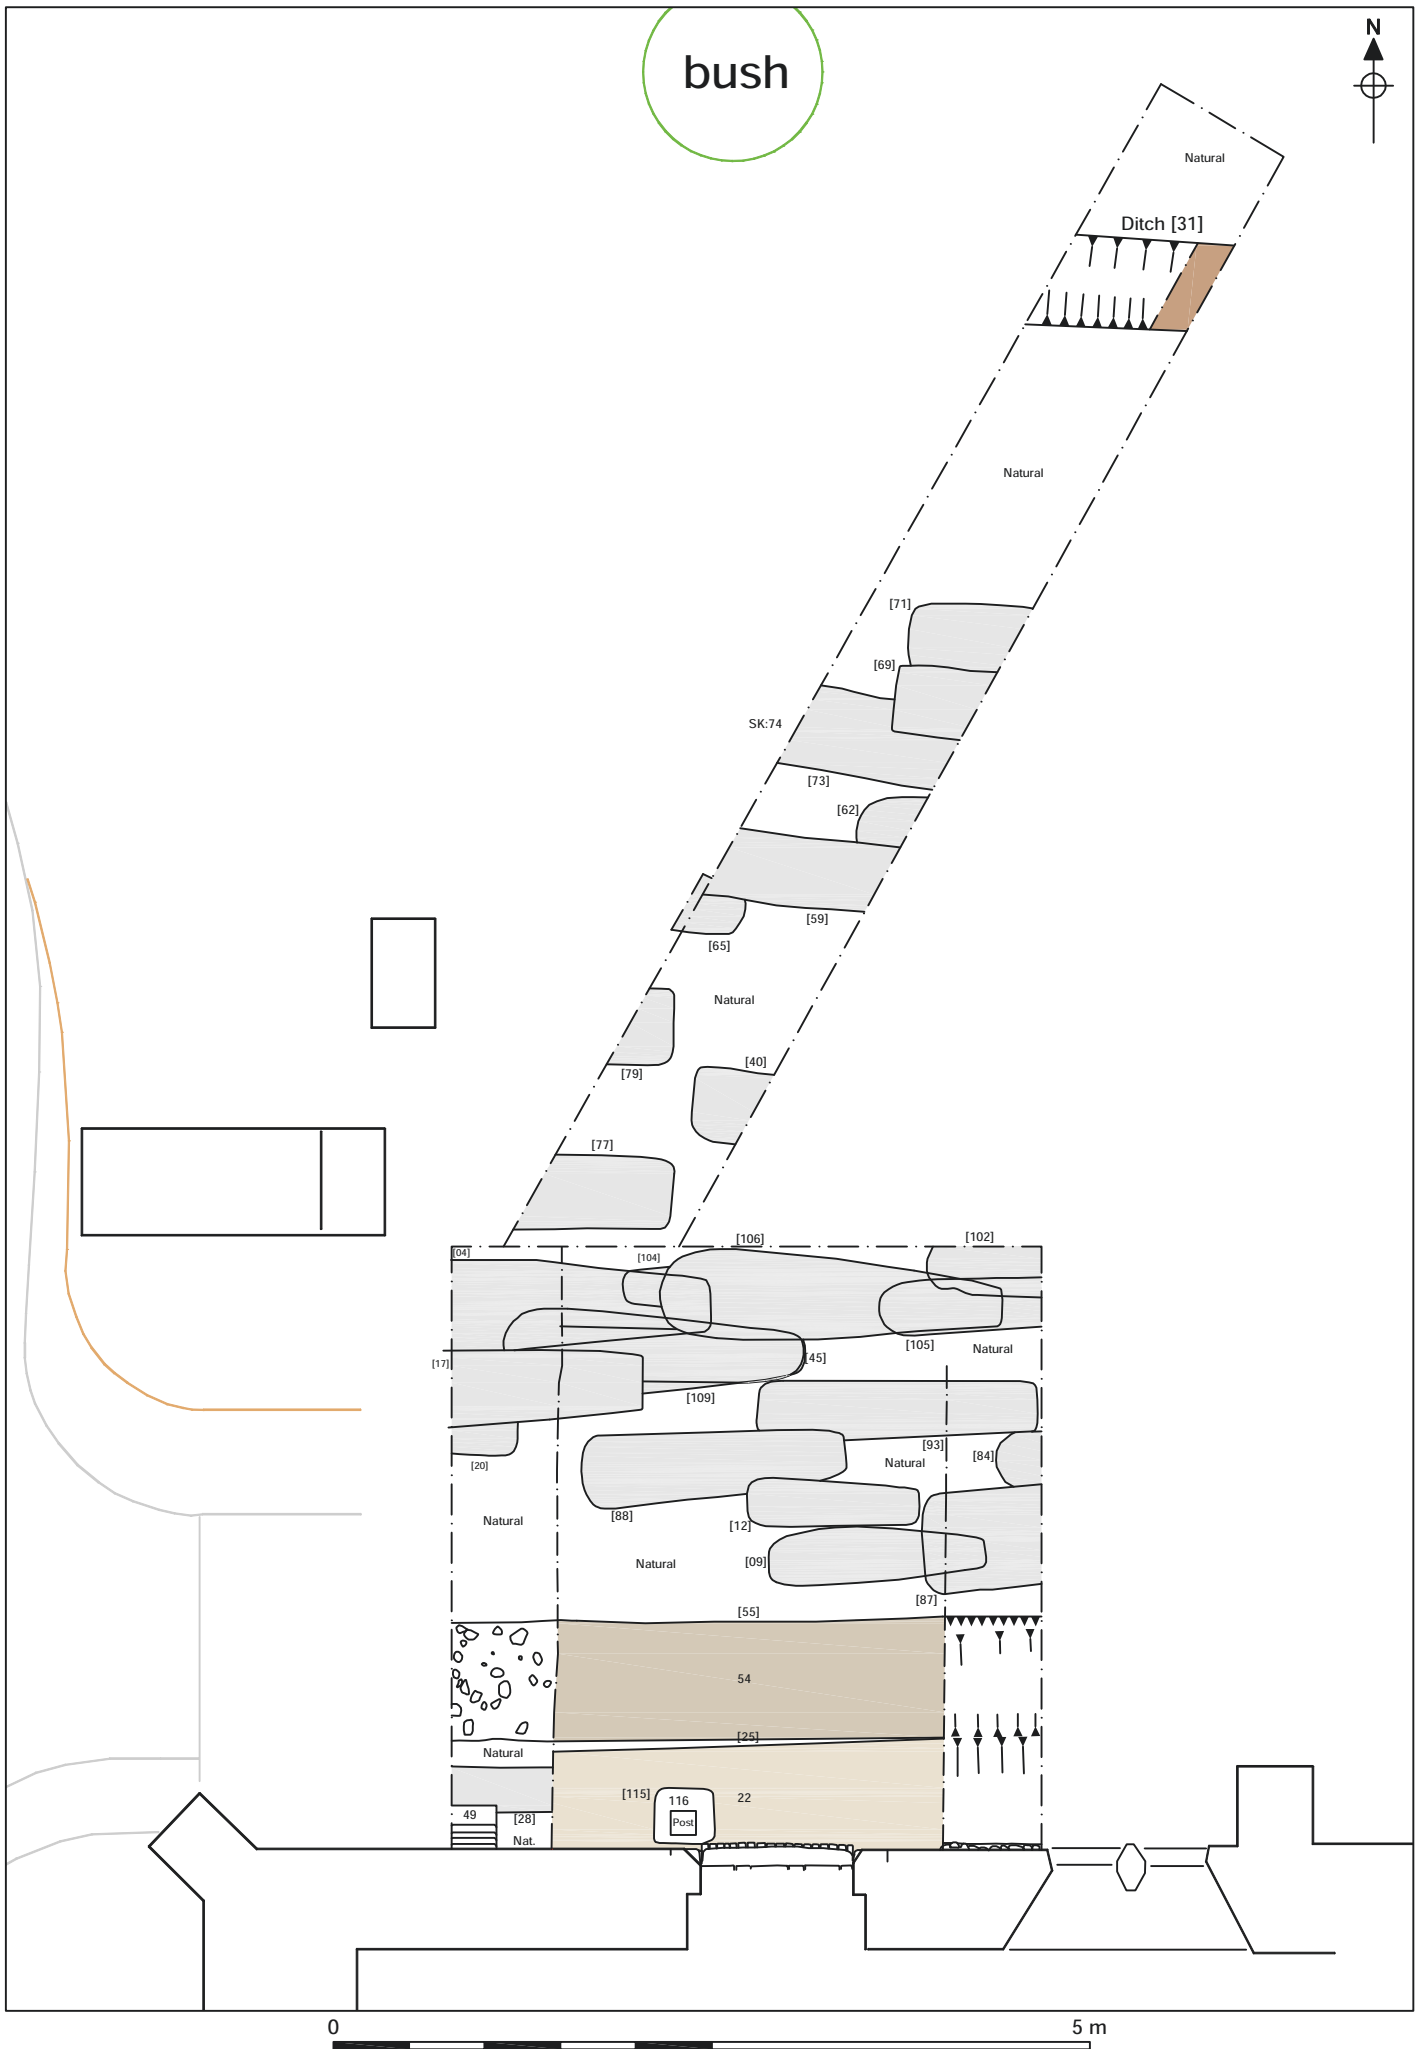 bush
N
Natural
Ditch [31]
Natural
[71]
[69]
SK:74
[73]
[62]
[59]
[65]
Natural
[79]
[40]
[77]
[04]
[104]
[106]
[102]
[17]
[45]
[105]
Natural
[109]
[20]
[93]
Natural
[84]
[88]
[12]
Natural
Natural
[09]
[87]
[55]
54
[25]
Natural
[115]
116
22
Post
49
[28]
Nat.
0
5 m